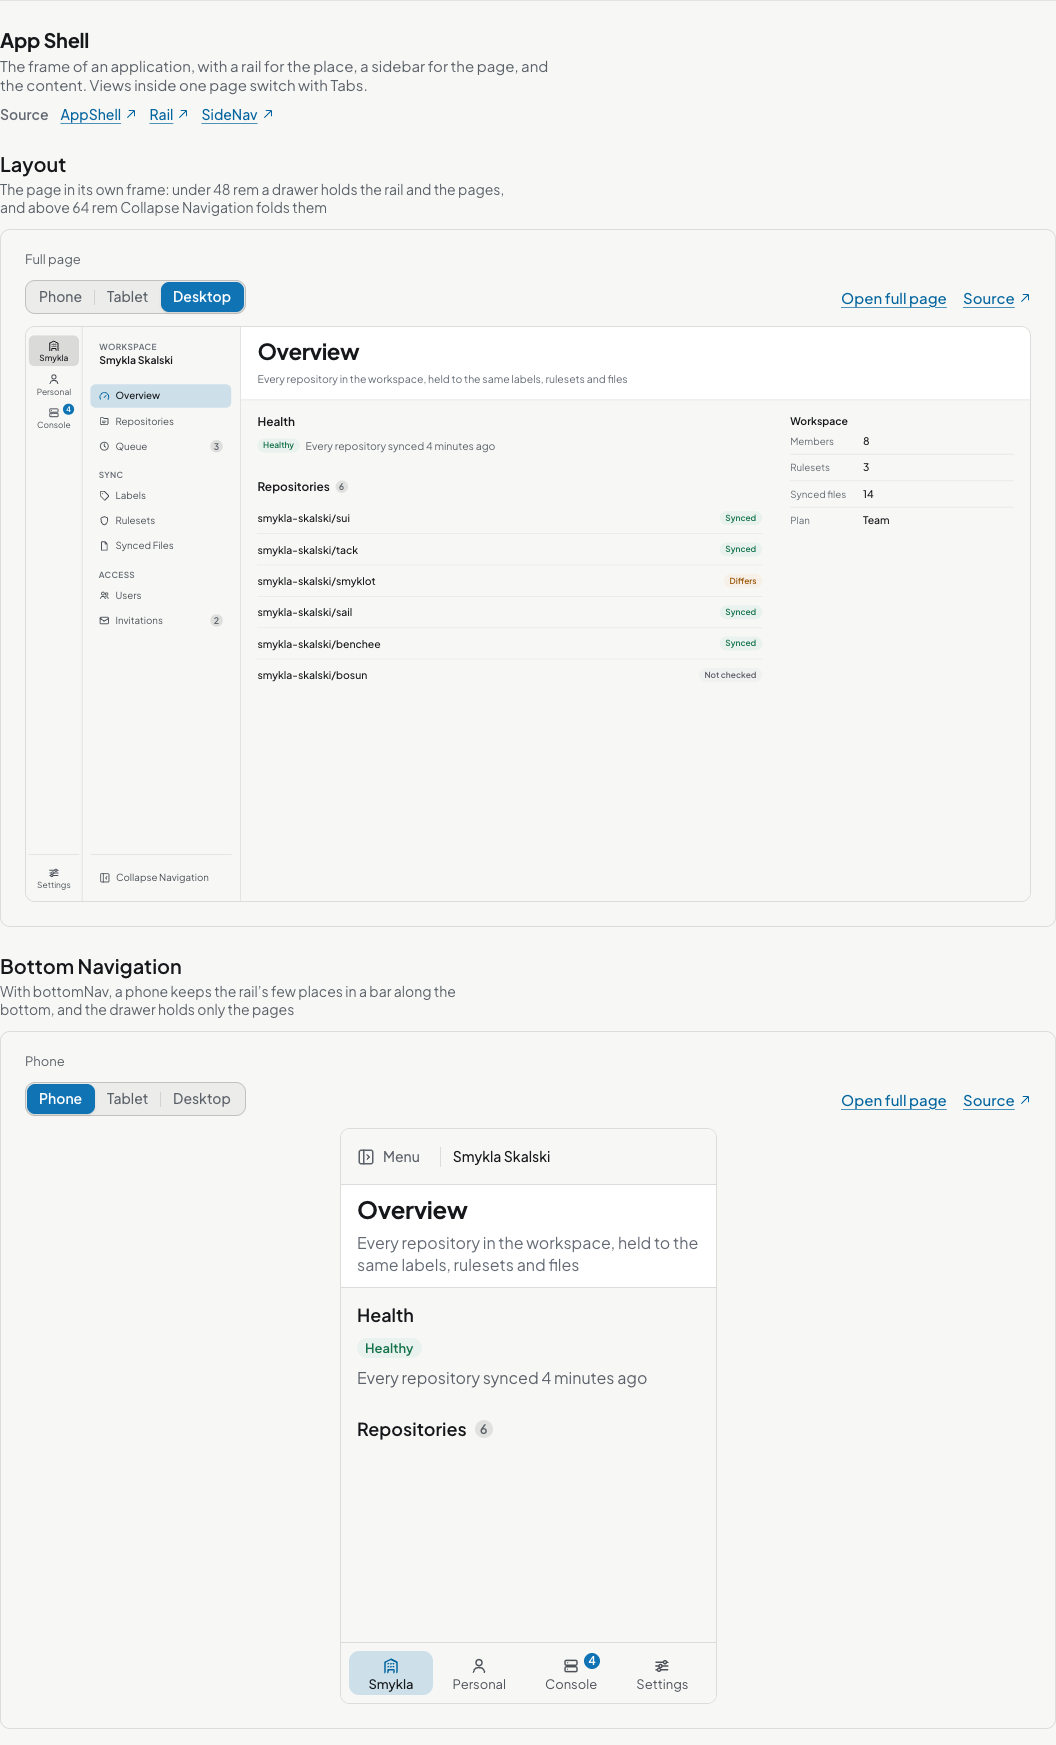 App Shell
The frame of an application, with a rail for the place, a sidebar for the page, and
the content. Views inside one page switch with Tabs.
Source AppShell Rail SideNav
Layout
The page in its own frame: under 48 rem a drawer holds the rail and the pages,
and above 64 rem Collapse Navigation folds them
Full page
Phone Tablet Desktop
Open full page Source
Smykla
Personal
4
Console
Settings
WORKSPACE
Smykla Skalski
Overview
Repositories
Queue 3
SYNC
Labels
Rulesets
Synced Files
ACCESS
Users
Invitations 2
Collapse Navigation
Overview
Every repository in the workspace, held to the same labels, rulesets and files
Health
Healthy Every repository synced 4 minutes ago
Repositories 6
smykla-skalski/sui Synced
smykla-skalski/tack Synced
smykla-skalski/smyklot Differs
smykla-skalski/sail Synced
smykla-skalski/benchee Synced
smykla-skalski/bosun Not checked
Workspace
Members 8
Rulesets 3
Synced files 14
Plan Team
Bottom Navigation
With bottomNav, a phone keeps the rail's few places in a bar along the
bottom, and the drawer holds only the pages
Phone
Phone Tablet Desktop
Open full page Source
Menu Smykla Skalski
Overview
Every repository in the workspace, held to the
same labels, rulesets and files
Health
Healthy
Every repository synced 4 minutes ago
Repositories 6
4
Smykla Personal Console Settings